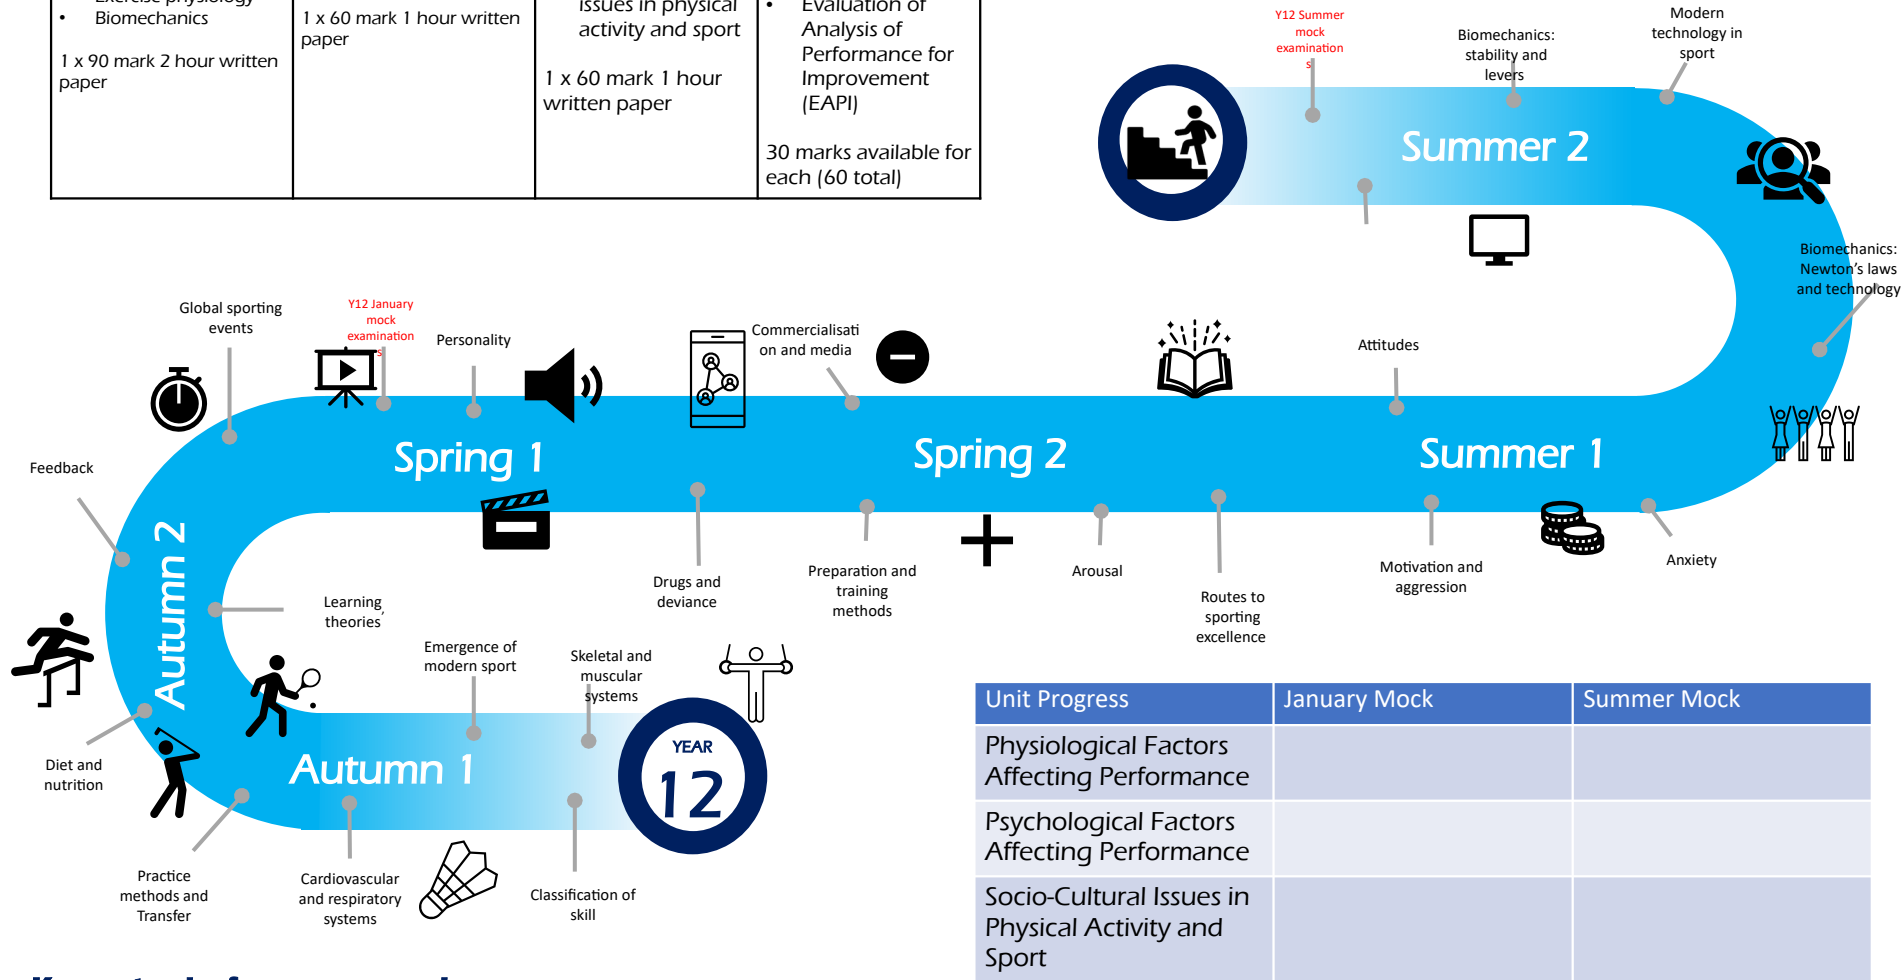 Exercise physiology
• Biomechanics
1 x 90 mark 2 hour written
paper
1 x 60 mark 1 hour written
paper
issues in physical
activity and sport
1 x 60 mark 1 hour
written paper
• Evaluation of
Analysis of
Performance for
Improvement
(EAPI)
30 marks available for
each (60 total)
Y12 Summer
mock
examination
s
Biomechanics:
stability and
levers
Modern
technology in
sport
Summer 2
Biomechanics:
Newton's laws
and technology
Global sporting
events
Y12 January
mock
examination
s
Personality
Commercialisati
on and media
Attitudes
Spring 1
Spring 2
Summer 1
Feedback
Autumn 2
Learning
theories
Drugs and
deviance
Preparation and
training
methods
Arousal
Routes to
sporting
excellence
Motivation and
aggression
Anxiety
Emergence of
modern sport
Skeletal and
muscular
systems
Diet and
nutrition
Autumn 1
YEAR
12
Practice
methods and
Transfer
Cardiovascular
and respiratory
systems
Classification of
skill
Unit Progress January Mock Summer Mock
Physiological Factors
Affecting Performance
Psychological Factors
Affecting Performance
Socio-Cultural Issues in
Physical Activity and
Sport